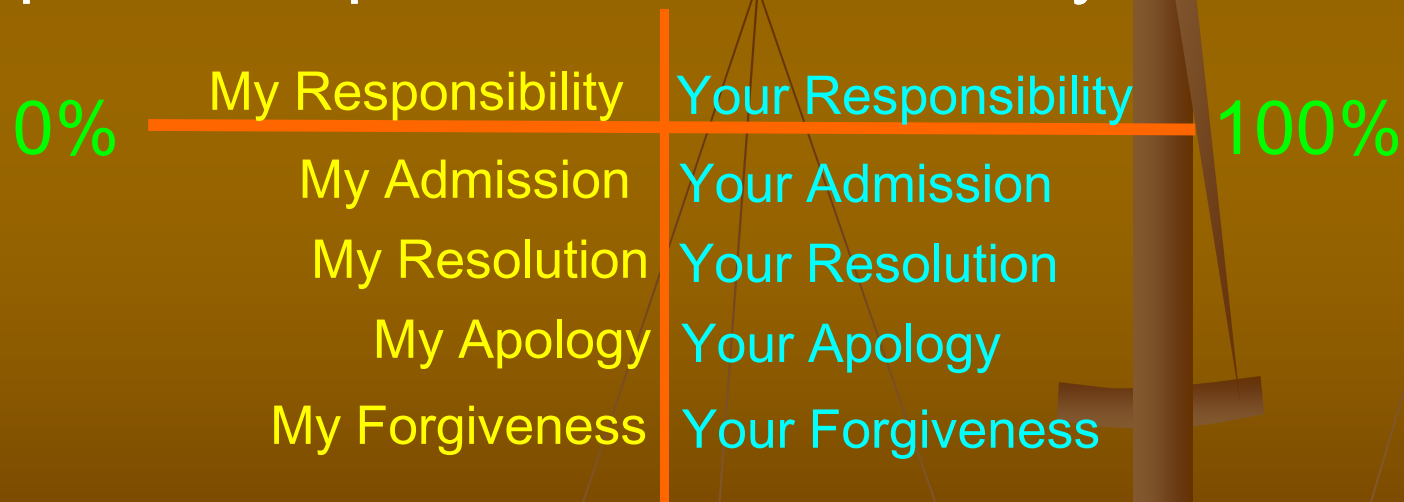 My Responsibility Your Responsibility
0% 100%
My Admission Your Admission
My Resolution Your Resolution
My Apology Your Apology
My Forgiveness Your Forgiveness